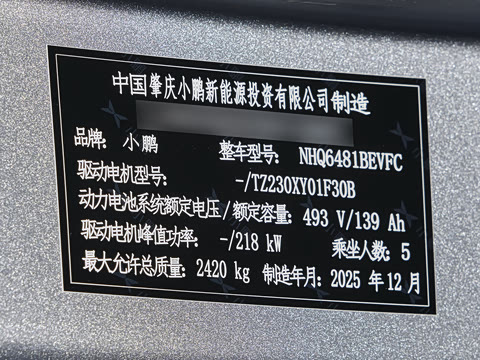 中国肇庆小鹏新能源投资有限公司制造
品牌: 小鹏 整车型号: NHQ6481BEVFC
驱动电机型号: -/TZ230XY01F30B
动力电池系统额定电压/额定容量: 493 V/139 Ah
驱动电机峰值功率: -/218 kW 乘坐人数: 5
最大允许总质量: 2420 kg 制造年月: 2025 年 12 月